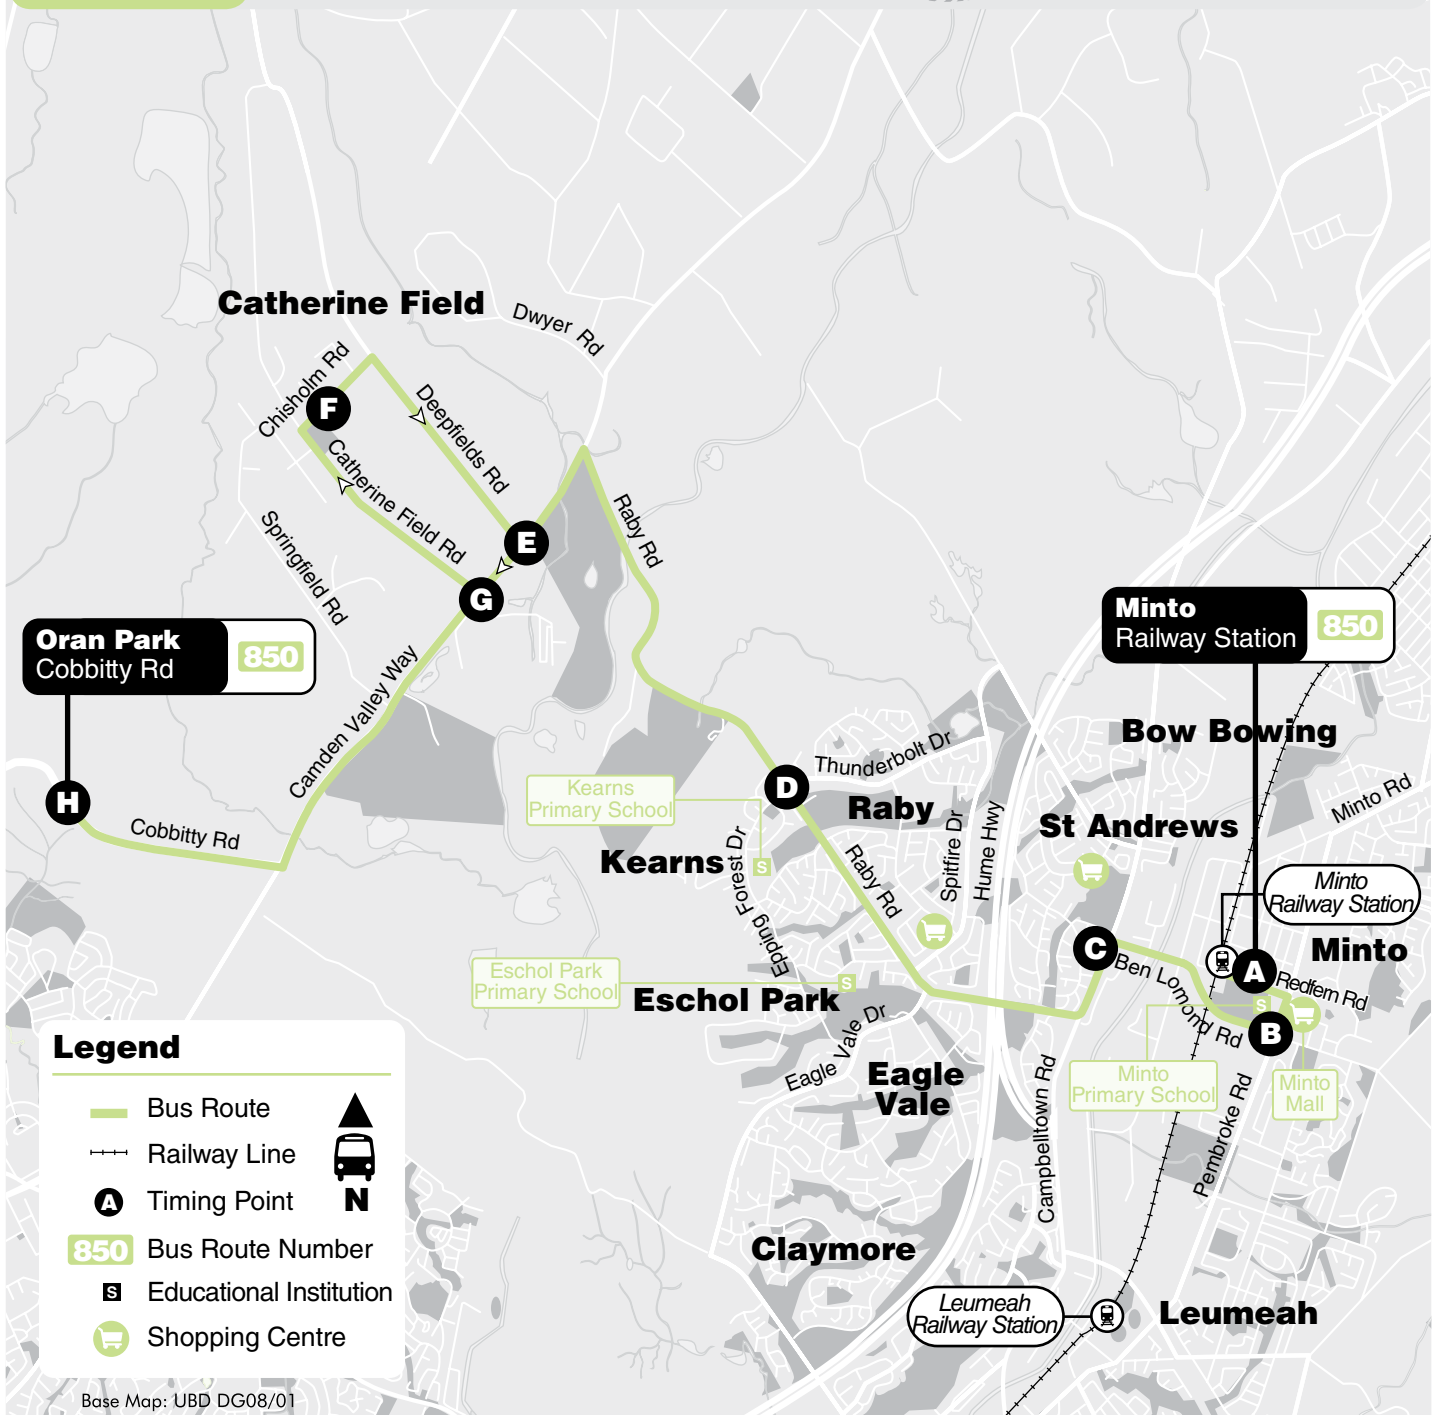 Catherine Field
Dwyer Rd
Chisholm Rd
F
Deepfields Rd
Catherine Field Rd
Raby Rd
E
Springfield Rd
G
Oran Park
Cobbitty Rd
850
Minto
Railway Station
850
Camden Valley Way
Bow Bowing
Thunderbolt Dr
H
D
Kearns
Primary School
Raby
Minto Rd
Cobbitty Rd
St Andrews
Spitfire Dr
Hume Hwy
Kearns
S
Epping Forest Dr
Raby Rd
Minto
Railway Station
C
Minto
Ben Lomond Rd
A
Redfern Rd
Eschol Park
Primary School
S
Eschol Park
S
B
Eagle Vale Dr
Eagle
Vale
Campbelltown Rd
Minto
Primary School
Pembroke Rd
Minto
Mall
Claymore
Leumeah
Railway Station
Leumeah
Legend
Bus Route
Railway Line
A
Timing Point
N
850
Bus Route Number
S
Educational Institution
Shopping Centre
Base Map: UBD DG08/01